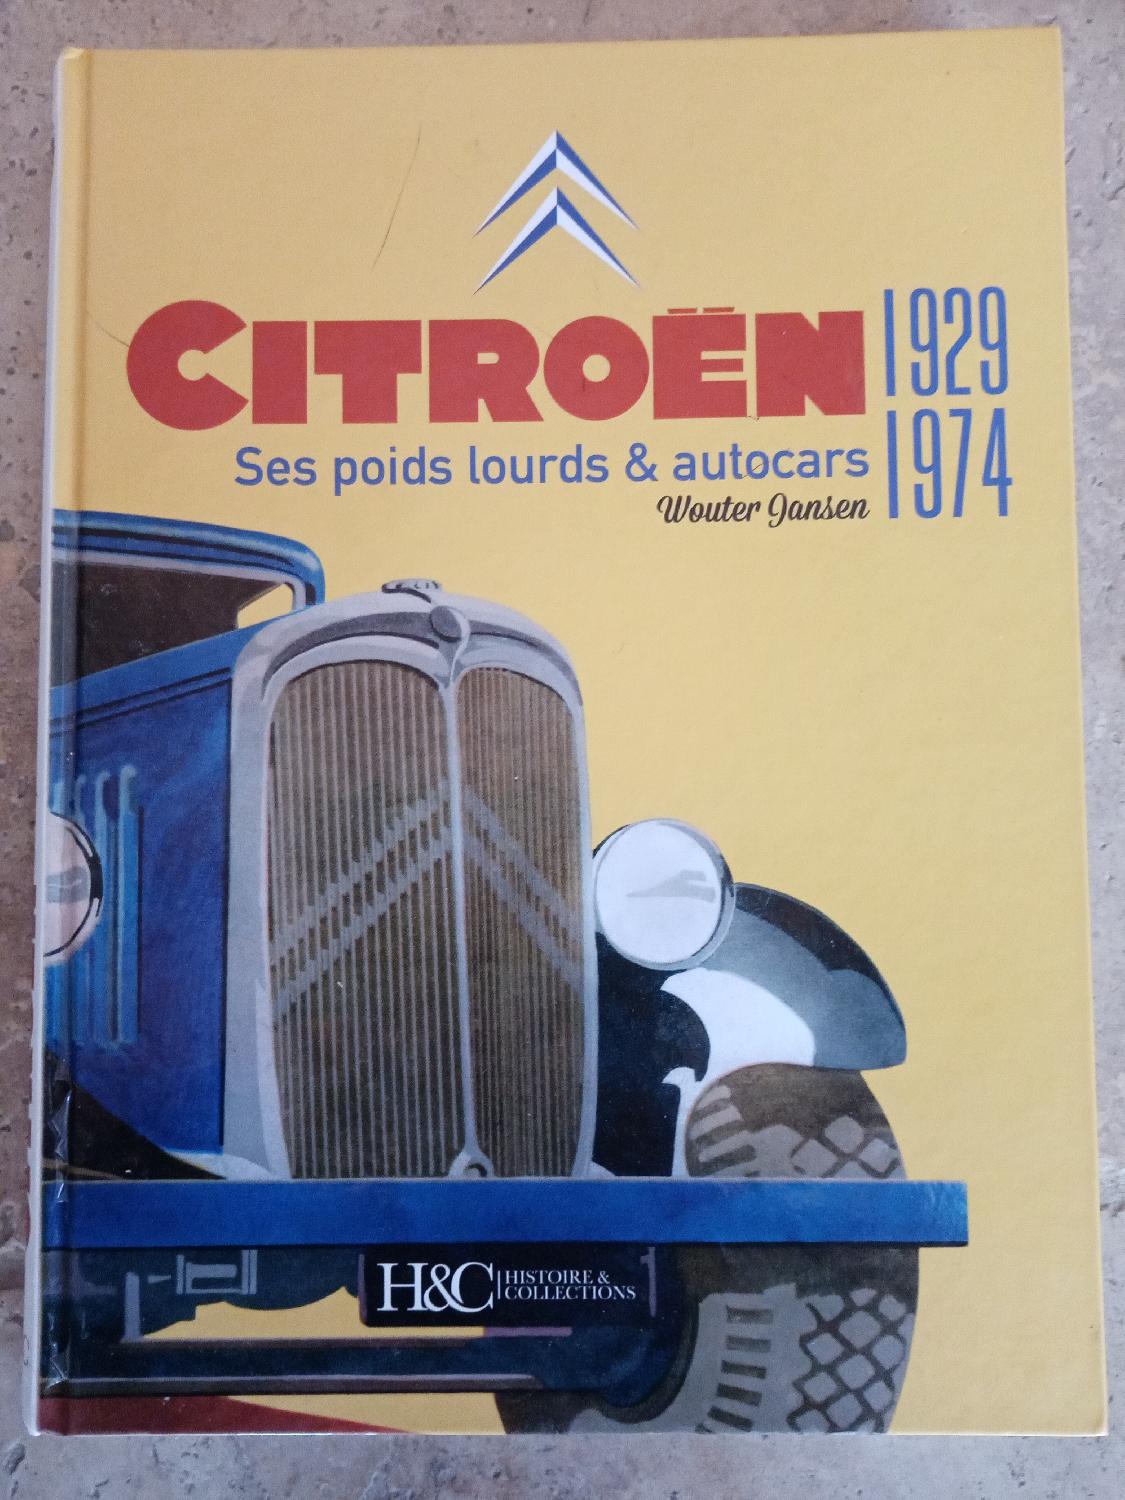 CITROËN
1929
1974
Ses poids lourds & autocars
Wouter Jansen
H&C HISTOIRE &
COLLECTIONS